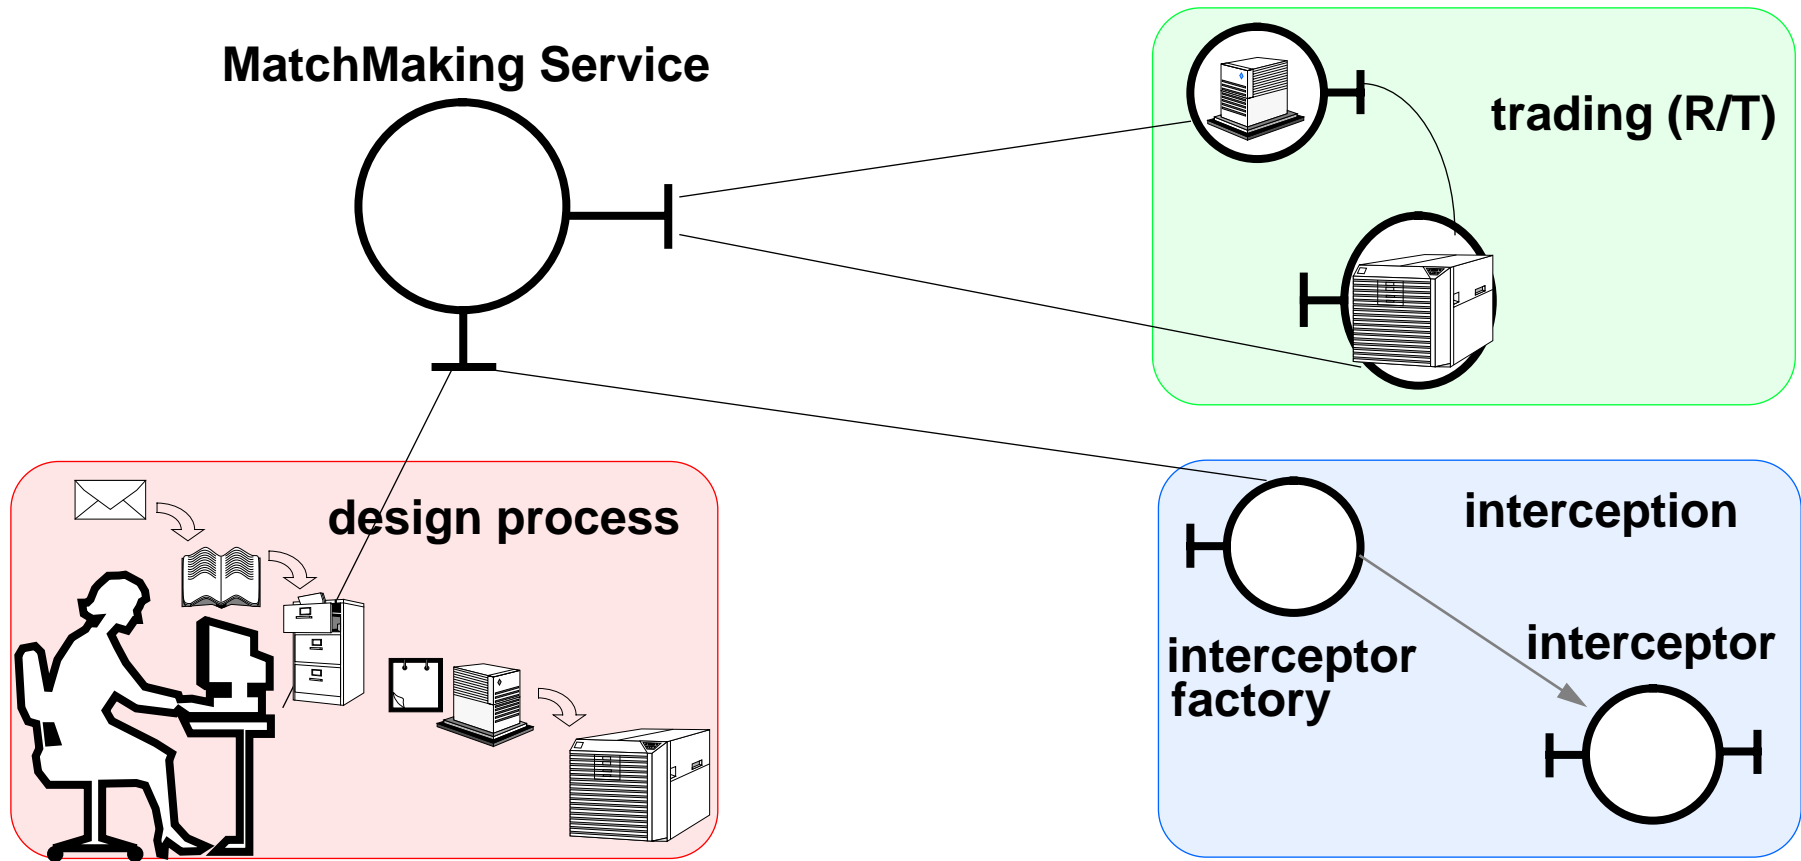 MatchMaking Service
trading (R/T)
design process
interception
interceptor
factory
interceptor